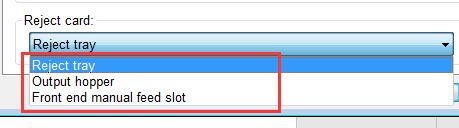 Reject card:
Reject tray
Reject tray
Output hopper
Front end manual feed slot